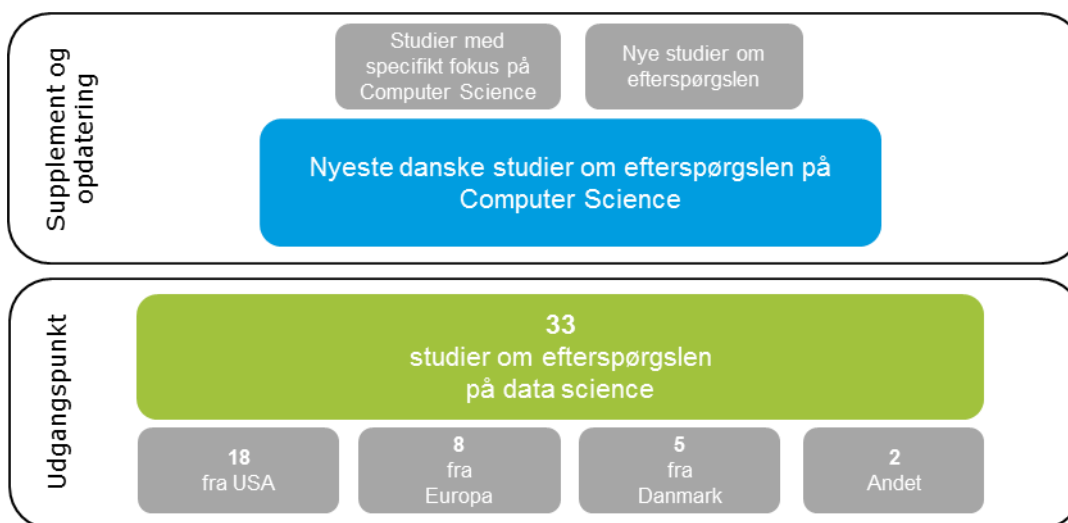 Supplement og
opdatering
Studier med
specifikt fokus på
Computer Science
Nye studier om
efterspørgslen
Nyeste danske studier om efterspørgslen på
Computer Science
Udgangspunkt
33
studier om efterspørgslen
på data science
18
fra USA
8
fra
Europa
5
fra
Danmark
2
Andet